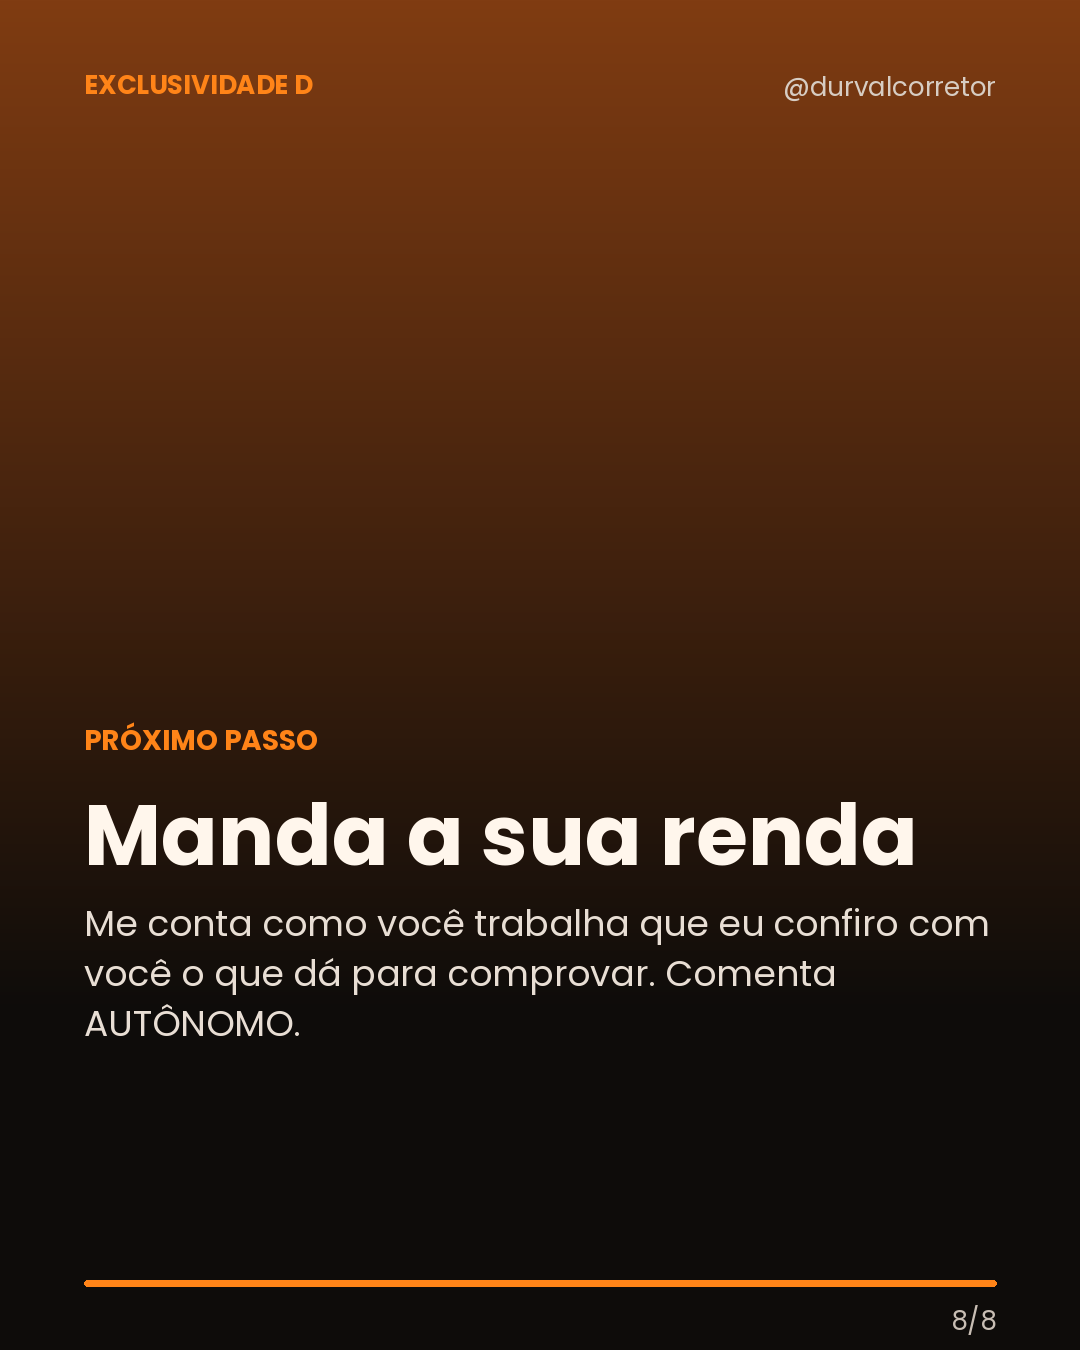 EXCLUSIVIDADE D
@durvalcorretor
PRÓXIMO PASSO
Manda a sua renda
Me conta como você trabalha que eu confiro com
você o que dá para comprovar. Comenta
AUTÔNOMO.
8/8